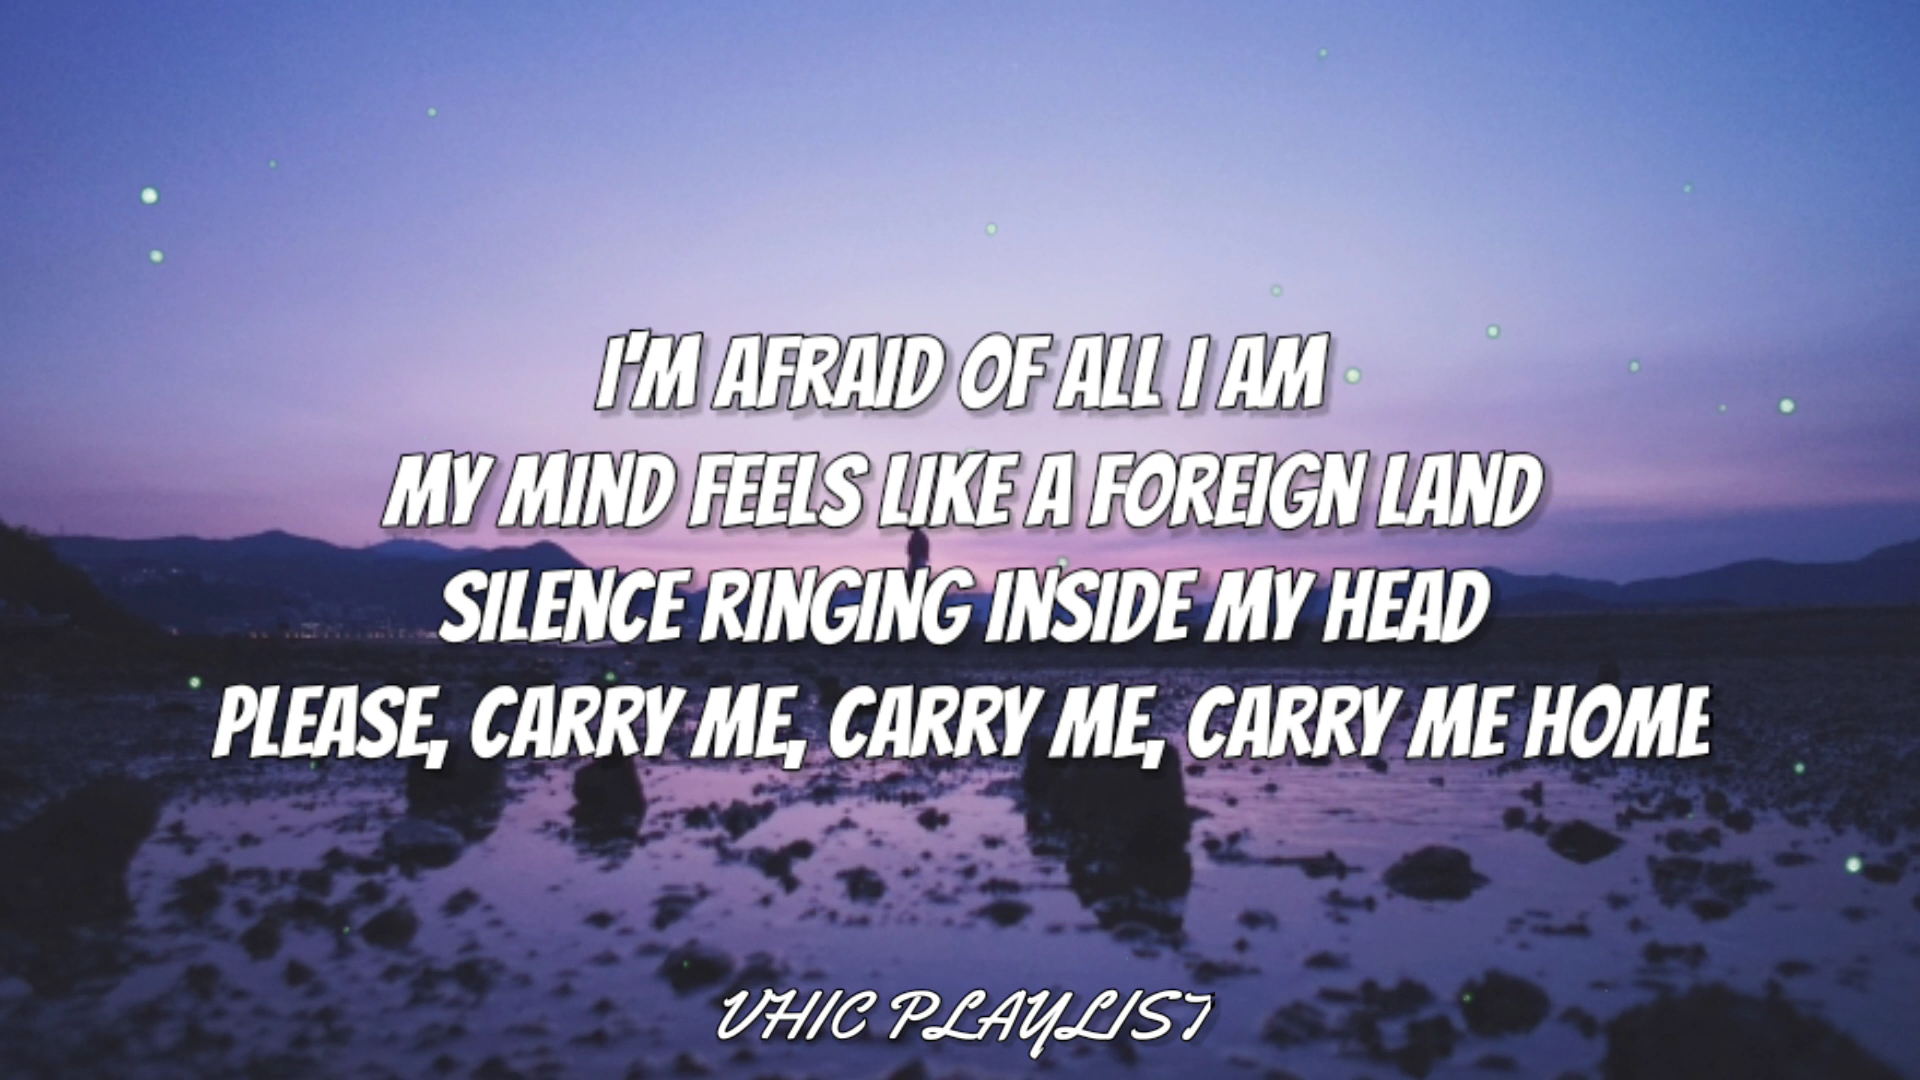 I'M AFRAID OF ALL I AM
MY MIND FEELS LIKE A FOREIGN LAND
SILENCE RINGING INSIDE MY HEAD
PLEASE, CARRY ME, CARRY ME, CARRY ME HOME
VHIC PLAYLIST